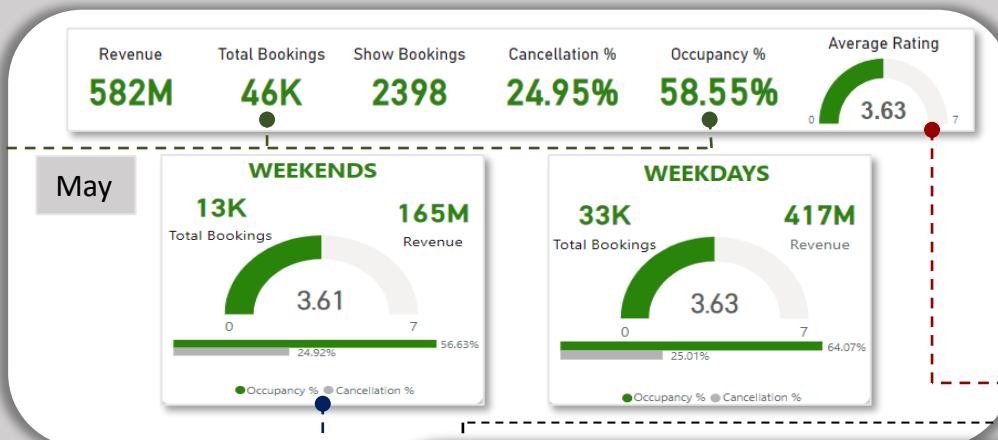 Revenue Total Bookings Show Bookings Cancellation % Occupancy % Average Rating
582M 46K 2398 24.95% 58.55% 3.63
0 7
May
WEEKENDS
13K 165M
Total Bookings Revenue
3.61
0 7
56.63%
24.92%
Occupancy % Cancellation %
WEEKDAYS
33K 417M
Total Bookings Revenue
3.63
0 7
64.07%
25.01%
Occupancy % Cancellation %